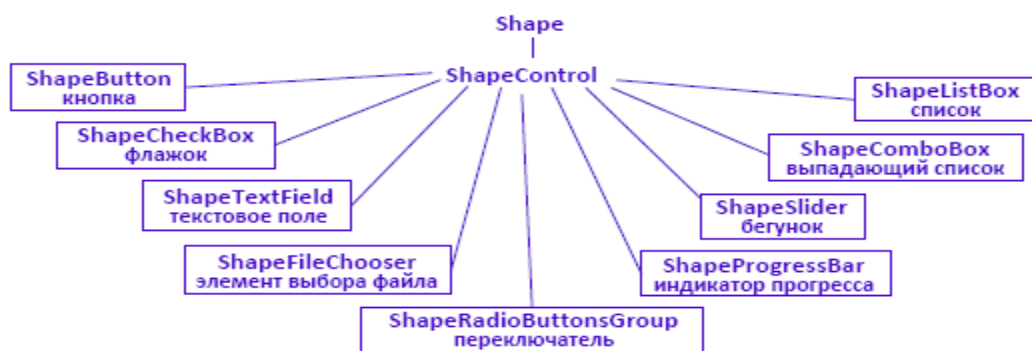 Shape
ShapeControl
ShapeButton
кнопка
ShapeListBox
список
ShapeCheckBox
флажок
ShapeComboBox
выпадающий список
ShapeTextField
текстовое поле
ShapeSlider
бегунок
ShapeFileChooser
элемент выбора файла
ShapeProgressBar
индикатор прогресса
ShapeRadioButtonsGroup
переключатель